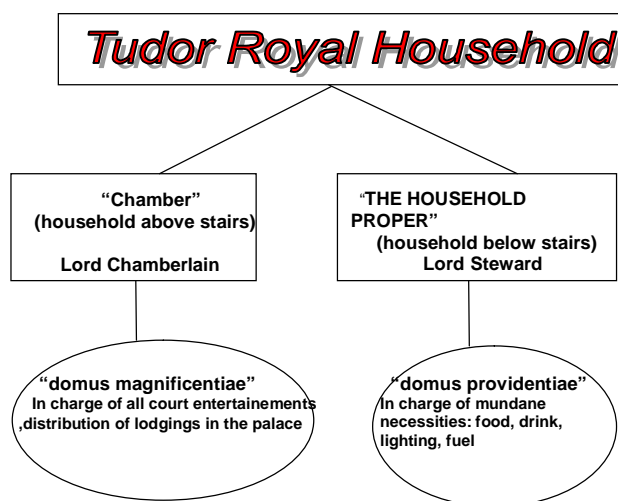 Tudor Royal Household
“Chamber”
(household above stairs)
Lord Chamberlain
“THE HOUSEHOLD
PROPER”
(household below stairs)
Lord Steward
“domus magnificentiae”
In charge of all court entertainements
,distribution of lodgings in the palace
“domus providentiae”
In charge of mundane
necessities: food, drink,
lighting, fuel